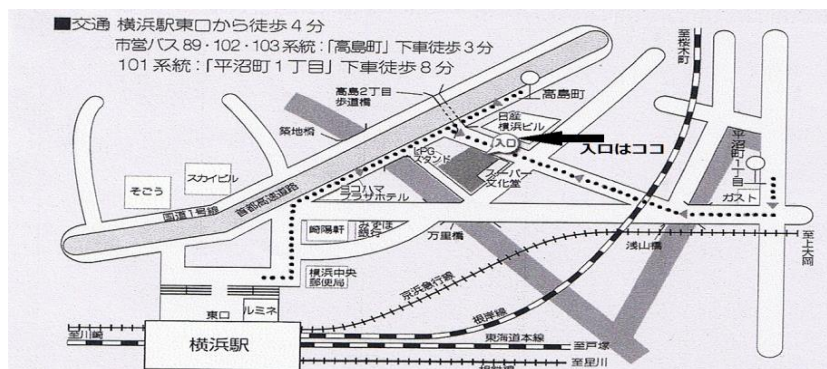 ■交通 横浜駅東口から徒歩4分
市営バス89・102・103系統:「高島町」下車徒歩3分
101系統:「平沼町1丁目」下車徒歩8分
至桜木町
高島2丁目
歩道橋
高島町
築地橋
日産
横浜ビル
入口
入口はココ
平沼町1丁目
LPG
スタンド
スーパー
文化堂
ガスト
そごう
スカイビル
国道1号線
首都高速道路
ヨコハマ
プラザホテル
崎陽軒
みずほ
銀行
万里橋
浅山橋
至上大岡
横浜中央
郵便局
京浜急行線
根岸線
東口
ルミネ
至川崎
横浜駅
東海道本線
至戸塚
至星川